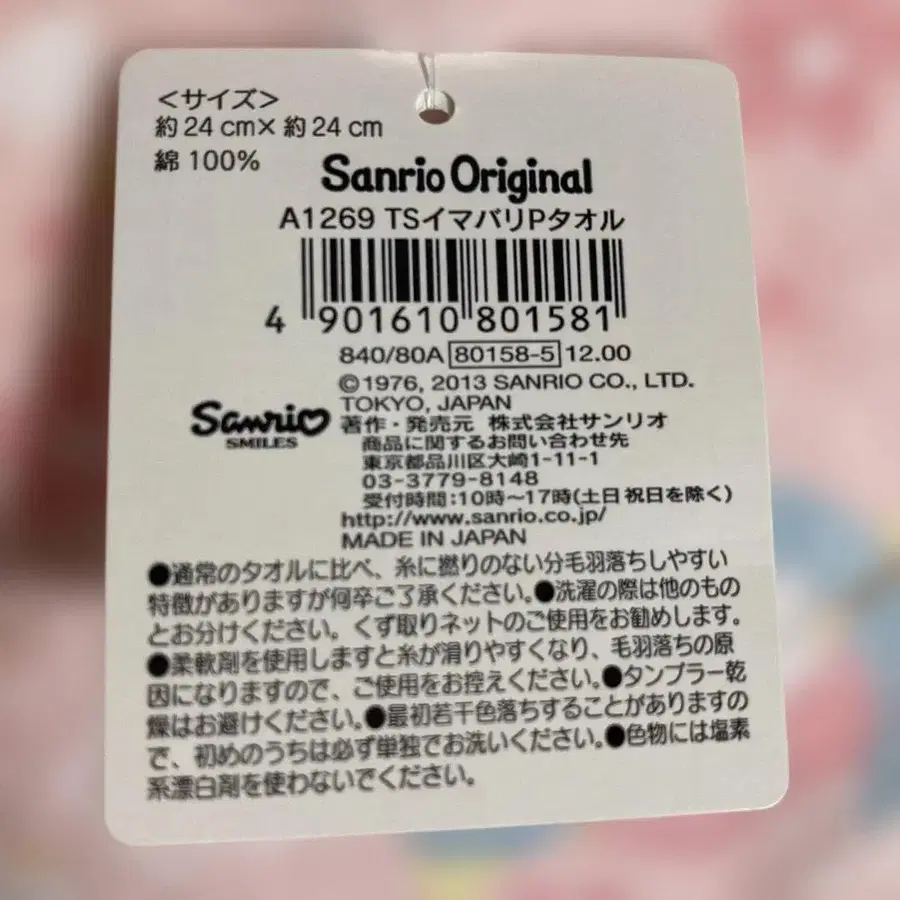 <サイズ>
約24cm×約24cm
綿 100%
Sanrio Original
A1269 TSイマバリPタオル
4 901610 801581
840/80A 80158-5 12.00
©1976, 2013 SANRIO CO., LTD.
TOKYO, JAPAN
Sanrio
SMILES
著作・発売元 株式会社サンリオ
商品に関するお問い合わせ先
東京都品川区大崎1-11-1
03-3779-8148
受付時間:10時〜17時(土日祝日を除く)
http://www.sanrio.co.jp/
MADE IN JAPAN
●通常のタオルに比べ、糸に撚りのない分毛羽落ちしやすい
特徴がありますが何卒ご了承ください。●洗濯の際は他のもの
とお分けください。くず取りネットのご使用をお勧めします。
●柔軟剤を使用しますと糸が滑りやすくなり、毛羽落ちの原
因になりますので、ご使用をお控えください。●タンブラー乾
燥はお避けください。●最初若干色落ちすることがありますの
で、初めのうちは必ず単独でお洗いください。●色物には塩素
系漂白剤を使わないでください。